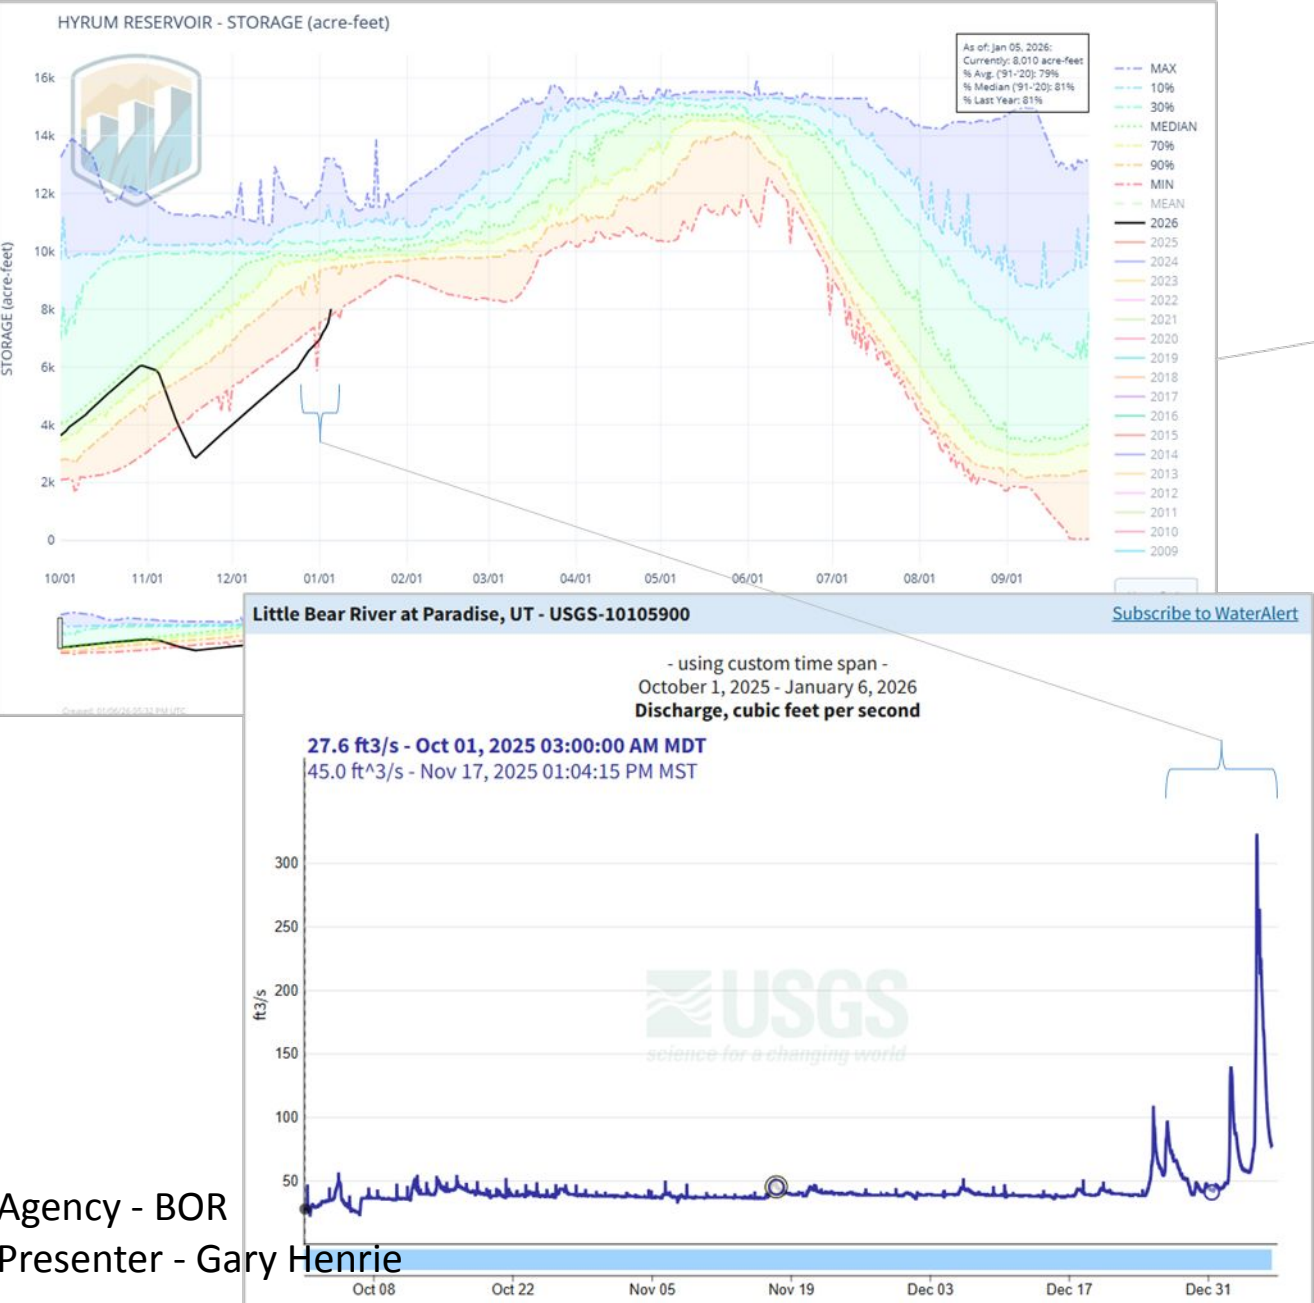 HYRUM RESERVOIR - STORAGE (acre-feet)
As of: Jan 05, 2026:
Currently: 8,010 acre-feet
% Avg. ('91-'20): 79%
% Median ('91-'20): 81%
% Last Year: 81%
STORAGE (acre-feet)
16k
14k
12k
10k
8k
6k
4k
2k
0
10/01 11/01 12/01 01/01 02/01 03/01 04/01 05/01 06/01 07/01 08/01 09/01
MAX
10%
30%
MEDIAN
70%
90%
MIN
MEAN
2026
2025
2024
2023
2022
2021
2020
2019
2018
2017
2016
2015
2014
2013
2012
2011
2010
2009
Created: 01/06/26 05:32 PM UTC
Little Bear River at Paradise, UT - USGS-10105900
Subscribe to WaterAlert
- using custom time span -
October 1, 2025 - January 6, 2026
Discharge, cubic feet per second
27.6 ft3/s - Oct 01, 2025 03:00:00 AM MDT
45.0 ft^3/s - Nov 17, 2025 01:04:15 PM MST
ft3/s
300
250
200
150
100
50
USGS
science for a changing world
Oct 08 Oct 22 Nov 05 Nov 19 Dec 03 Dec 17 Dec 31
Agency - BOR
Presenter - Gary Henrie